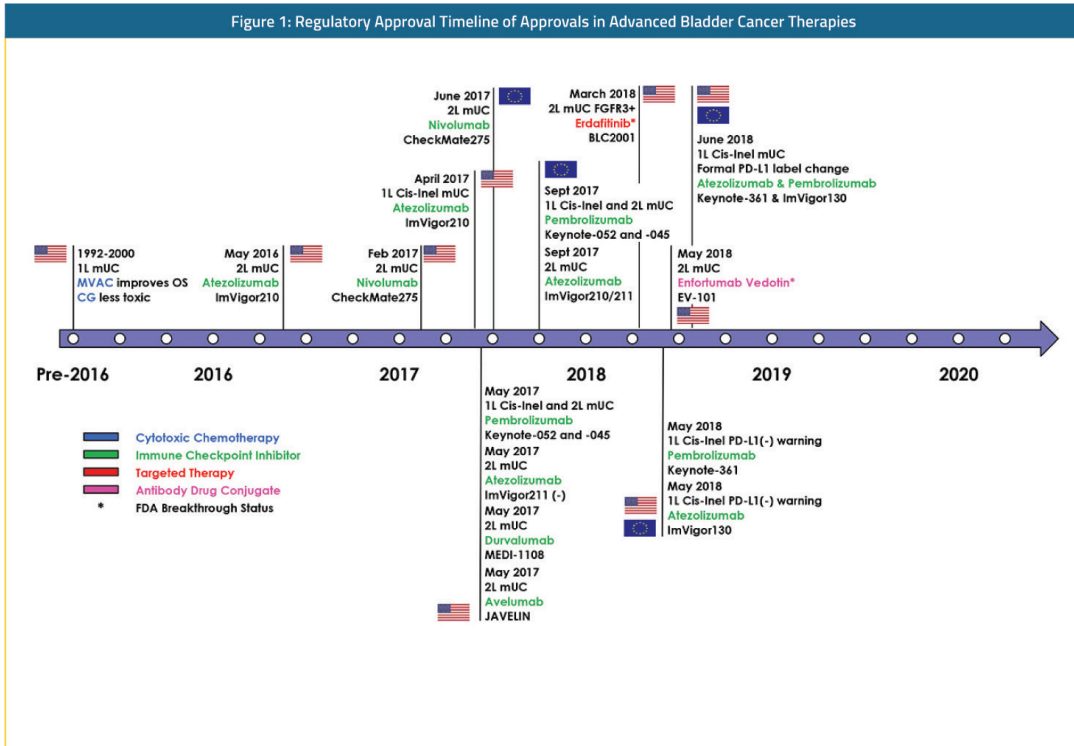 Figure 1: Regulatory Approval Timeline of Approvals in Advanced Bladder Cancer Therapies
June 2017
2L mUC
Nivolumab
CheckMate275
March 2018
2L mUC FGFR3+
Erdafitinib*
BLC2001
June 2018
1L Cis-Inel mUC
Formal PD-L1 label change
Atezolizumab & Pembrolizumab
Keynote-361 & ImVigor130
April 2017
1L Cis-Inel mUC
Atezolizumab
ImVigor210
Sept 2017
1L Cis-Inel and 2L mUC
Pembrolizumab
Keynote-052 and -045
Sept 2017
2L mUC
Atezolizumab
ImVigor210/211
1992-2000
1L mUC
MVAC improves OS
CG less toxic
May 2016
2L mUC
Atezolizumab
ImVigor210
Feb 2017
2L mUC
Nivolumab
CheckMate275
May 2018
2L mUC
Enfortumab Vedotin*
EV-101
Pre-2016
2016
2017
2018
2019
2020
May 2017
1L Cis-Inel and 2L mUC
Pembrolizumab
Keynote-052 and -045
May 2017
2L mUC
Atezolizumab
ImVigor211 (-)
May 2017
2L mUC
Durvalumab
MEDI-1108
May 2017
2L mUC
Avelumab
JAVELIN
May 2018
1L Cis-Inel PD-L1(-) warning
Pembrolizumab
Keynote-361
May 2018
1L Cis-Inel PD-L1(-) warning
Atezolizumab
ImVigor130
Cytotoxic Chemotherapy
Immune Checkpoint Inhibitor
Targeted Therapy
Antibody Drug Conjugate
* FDA Breakthrough Status